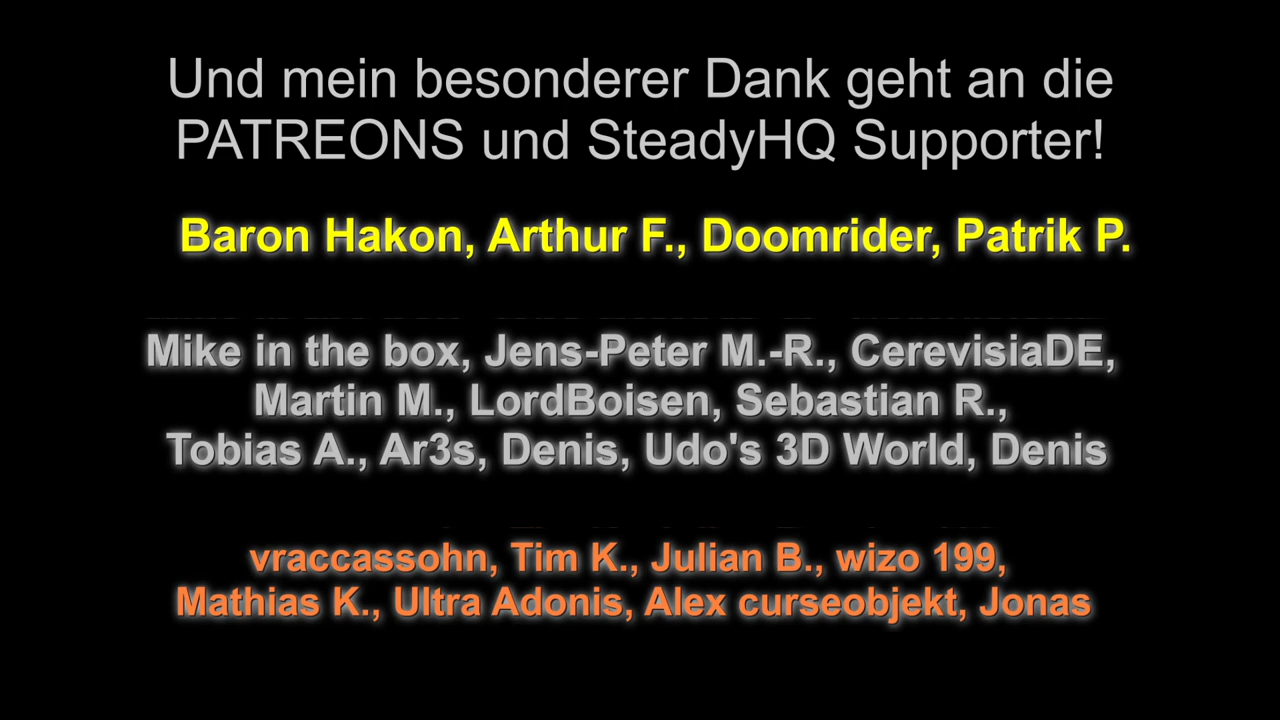 Und mein besonderer Dank geht an die
PATREONS und SteadyHQ Supporter!
Baron Hakon, Arthur F., Doomrider, Patrik P.
Mike in the box, Jens-Peter M.-R., CerevisiaDE,
Martin M., LordBoisen, Sebastian R.,
Tobias A., Ar3s, Denis, Udo's 3D World, Denis
vraccassohn, Tim K., Julian B., wizo 199,
Mathias K., Ultra Adonis, Alex curseobjekt, Jonas